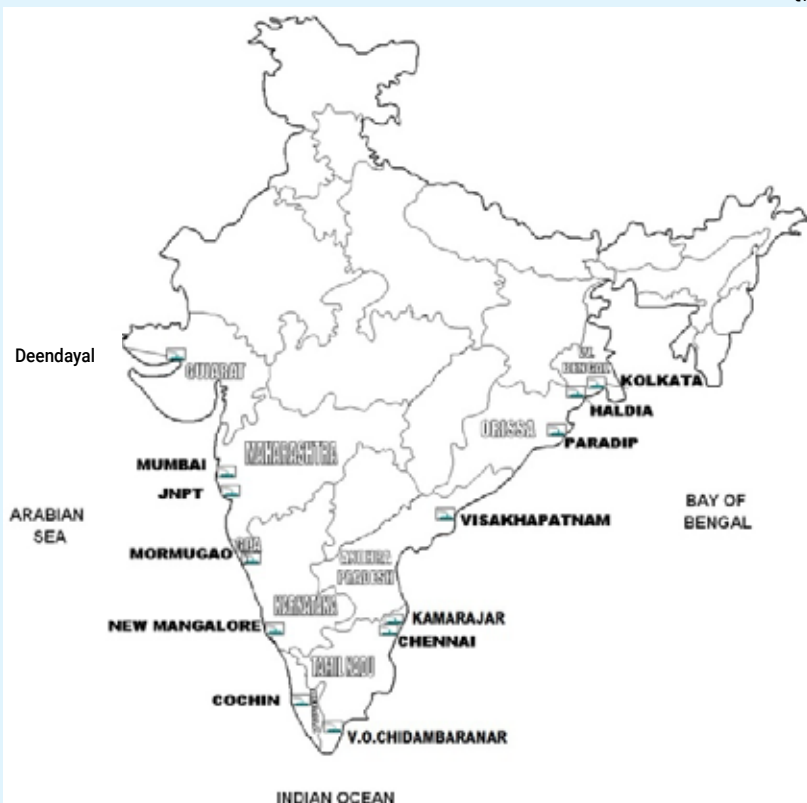 Deendayal
GUJARAT
W.
BENGAL
KOLKATA
HALDIA
ORISSA
PARADIP
MAHARASHTRA
MUMBAI
JNPT
ARABIAN
SEA
BAY OF
BENGAL
VISAKHAPATNAM
GOA
MORMUGAO
ANDHRA
PRADESH
KARNATAKA
KAMARAJAR
NEW MANGALORE
CHENNAI
TAMIL NADU
COCHIN
V.O.CHIDAMBARANAR
INDIAN OCEAN